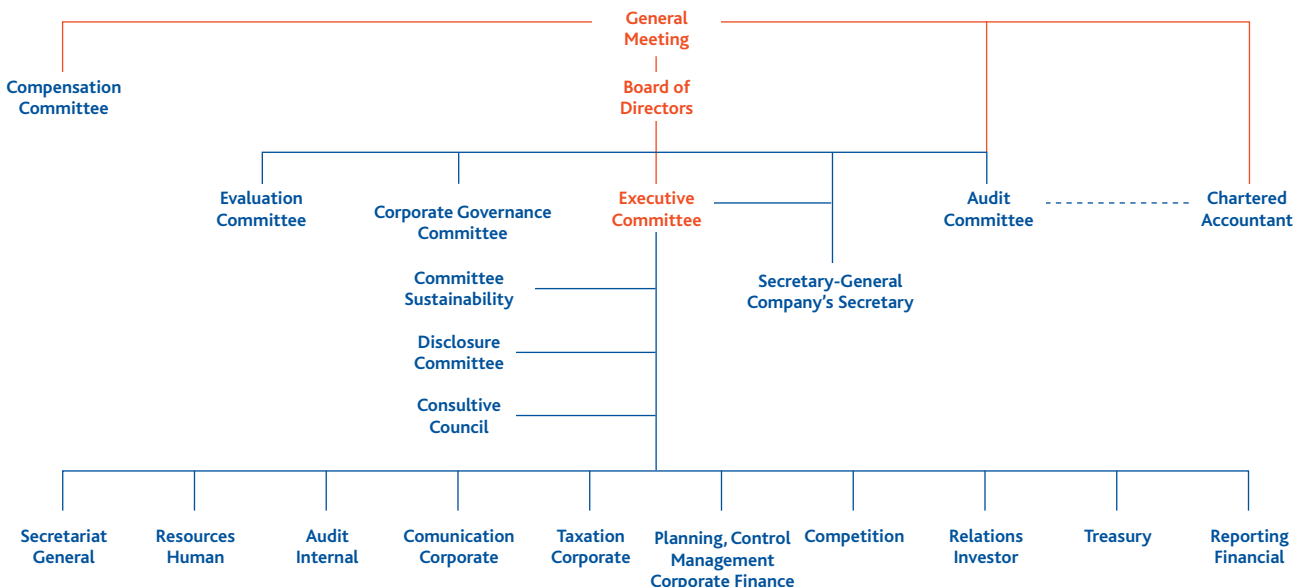 General
Meeting
Compensation
Committee
Board of
Directors
Evaluation
Committee
Corporate Governance
Committee
Executive
Committee
Audit
Committee
Chartered
Accountant
Committee
Sustainability
Secretary-General
Company's Secretary
Disclosure
Committee
Consultive
Council
Secretariat
General
Resources
Human
Audit
Internal
Comunication
Corporate
Taxation
Corporate
Planning, Control
Management
Corporate Finance
Competition
Relations
Investor
Treasury
Reporting
Financial